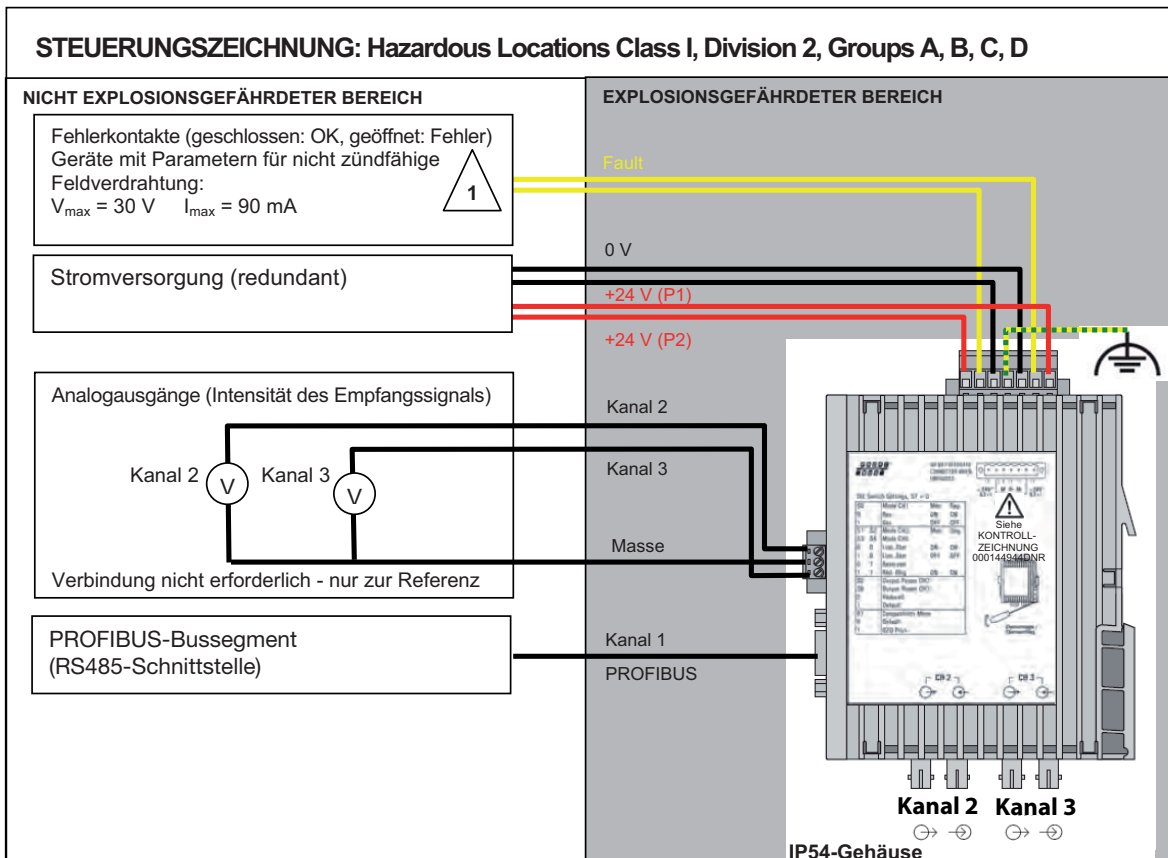 STEUERUNGSZEICHNUNG: Hazardous Locations Class I, Division 2, Groups A, B, C, D
NICHT EXPLOSIONSGEFÄHRDETER BEREICH
EXPLOSIONSGEFÄHRDETER BEREICH
Fehlerkontakte (geschlossen: OK, geöffnet: Fehler)
Geräte mit Parametern für nicht zündfähige
Feldverdrahtung:
Vmax = 30 V Imax = 90 mA
1
Fault
Stromversorgung (redundant)
0 V
+24 V (P1)
+24 V (P2)
Analogausgänge (Intensität des Empfangssignals)
Kanal 2
V
Kanal 3
V
Verbindung nicht erforderlich - nur zur Referenz
Kanal 2
Kanal 3
Masse
PROFIBUS-Bussegment
(RS485-Schnittstelle)
Kanal 1
PROFIBUS
Siehe
KONTROLL-
ZEICHNUNG
000144944DNR
CH 2
CH 3
Kanal 2 Kanal 3
IP54-Gehäuse